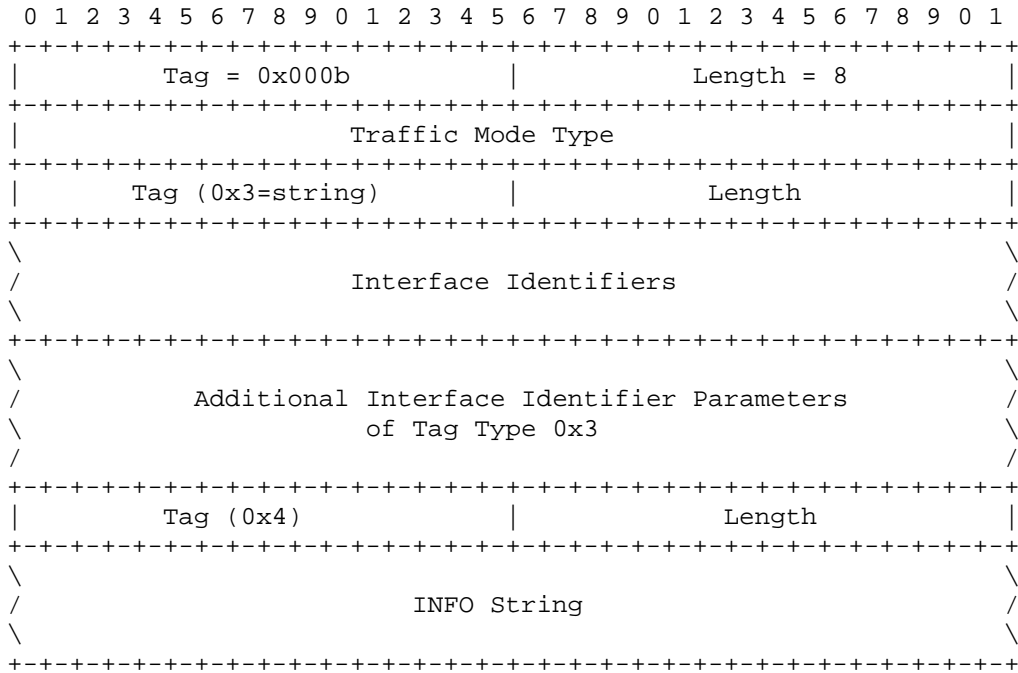 0 1 2 3 4 5 6 7 8 9 0 1 2 3 4 5 6 7 8 9 0 1 2 3 4 5 6 7 8 9 0 1
+-+-+-+-+-+-+-+-+-+-+-+-+-+-+-+-+-+-+-+-+-+-+-+-+-+-+-+-+-+-+-+-+
| Tag = 0x000b | Length = 8 |
+-+-+-+-+-+-+-+-+-+-+-+-+-+-+-+-+-+-+-+-+-+-+-+-+-+-+-+-+-+-+-+-+
| Traffic Mode Type |
+-+-+-+-+-+-+-+-+-+-+-+-+-+-+-+-+-+-+-+-+-+-+-+-+-+-+-+-+-+-+-+-+
| Tag (0x3=string) | Length |
+-+-+-+-+-+-+-+-+-+-+-+-+-+-+-+-+-+-+-+-+-+-+-+-+-+-+-+-+-+-+-+-+
\ \
/ Interface Identifiers /
\ \
+-+-+-+-+-+-+-+-+-+-+-+-+-+-+-+-+-+-+-+-+-+-+-+-+-+-+-+-+-+-+-+-+
\ \
/ Additional Interface Identifier Parameters /
\ of Tag Type 0x3 \
/ /
+-+-+-+-+-+-+-+-+-+-+-+-+-+-+-+-+-+-+-+-+-+-+-+-+-+-+-+-+-+-+-+-+
| Tag (0x4) | Length |
+-+-+-+-+-+-+-+-+-+-+-+-+-+-+-+-+-+-+-+-+-+-+-+-+-+-+-+-+-+-+-+-+
\ \
/ INFO String /
\ \
+-+-+-+-+-+-+-+-+-+-+-+-+-+-+-+-+-+-+-+-+-+-+-+-+-+-+-+-+-+-+-+-+